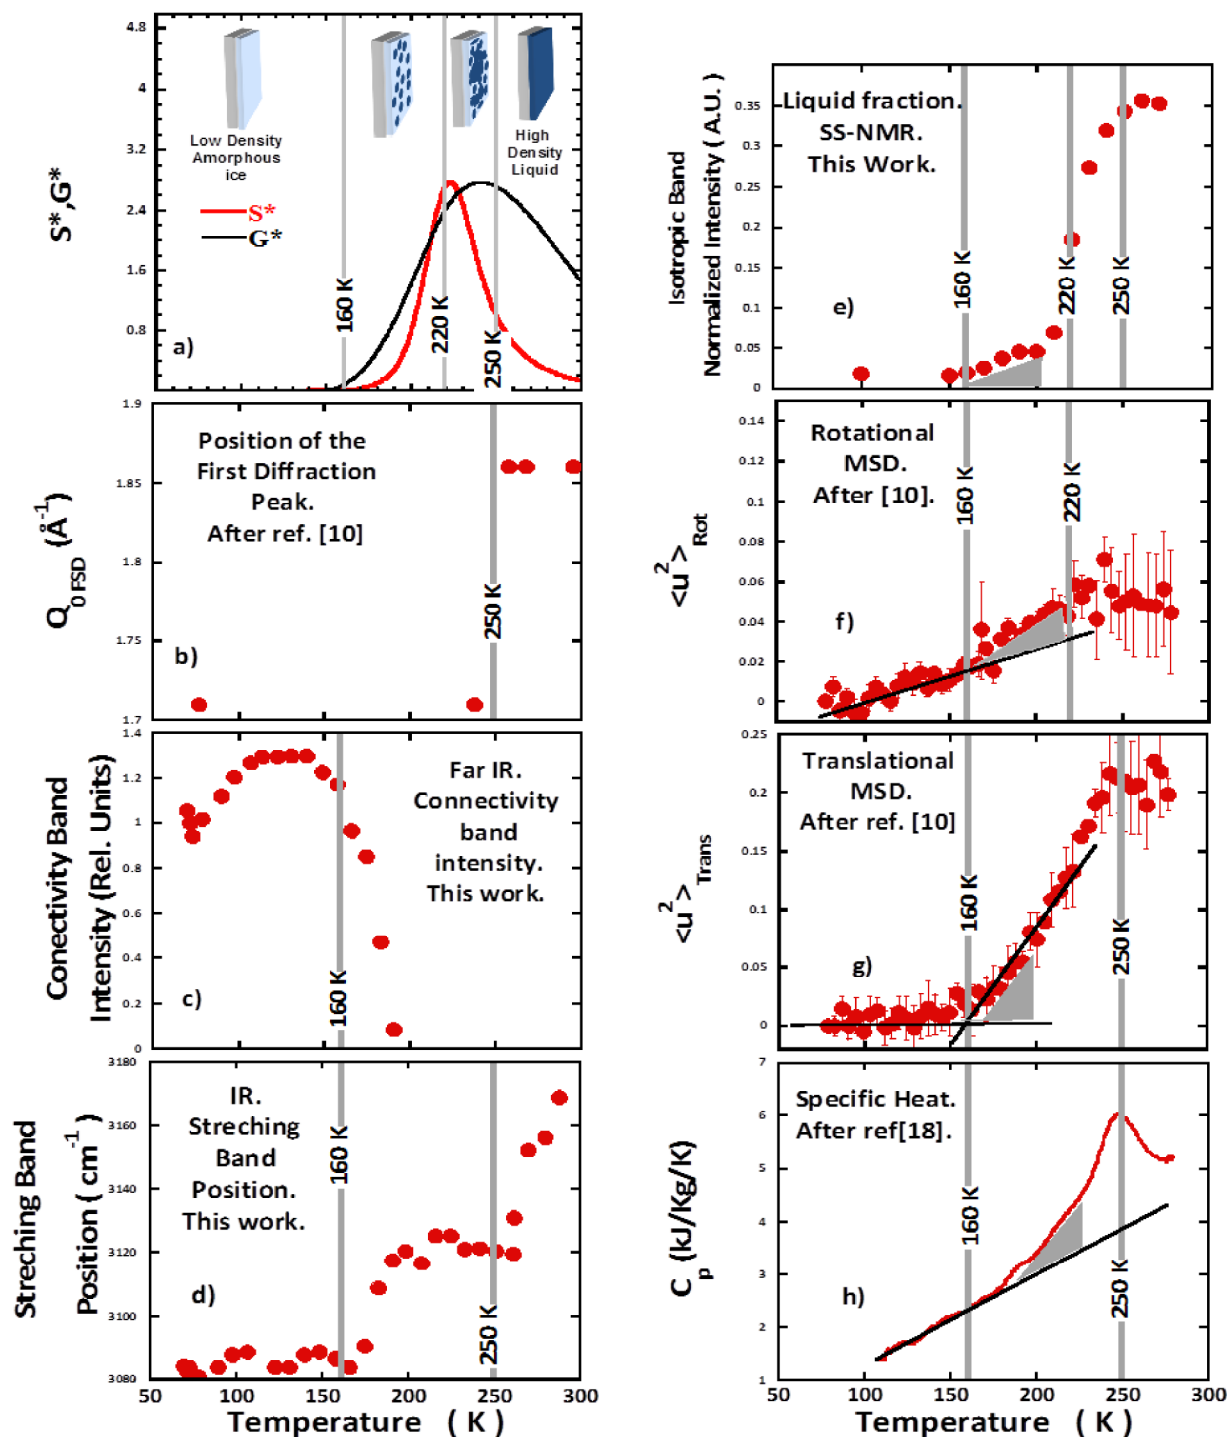 4.8
4
3.2
2.4
1.6
0.8
S*,G*
Low Density
Amorphous
ice
High
Density
Liquid
S*
G*
160 K
220 K
250 K
a)
1.9
1.85
1.8
1.75
1.7
Q0 FSD (Å-1)
Position of the
First Diffraction
Peak.
After ref. [10]
250 K
b)
1.4
1.2
1
0.8
0.6
0.4
0.2
0
Conectivity Band
Intensity (Rel. Units)
Far IR.
Connectivity
band
intensity.
This work.
160 K
c)
3180
3160
3140
3120
3100
3080
Streching Band
Position ( cm-1)
IR.
Streching
Band
Position.
This work.
160 K
250 K
d)
50 100 150 200 250 300
Temperature ( K )
0.35
0.3
0.25
0.2
0.15
0.1
0.05
0
Isotropic Band
Normalized Intensity ( A.U. )
Liquid fraction.
SS-NMR.
This Work.
160 K
220 K
250 K
e)
50 100 150 200 250 300
0.14
0.12
0.1
0.08
0.06
0.04
0.02
0
<u2>Rot
Rotational
MSD.
After [10].
160 K
220 K
f)
0.25
0.2
0.15
0.1
0.05
0
<u2>Trans
Translational
MSD.
After ref. [10]
160 K
250 K
g)
7
6
5
4
3
2
1
Cp (kJ/Kg/K)
Specific Heat.
After ref[18].
160 K
250 K
h)
50 100 150 200 250 300
Temperature ( K )